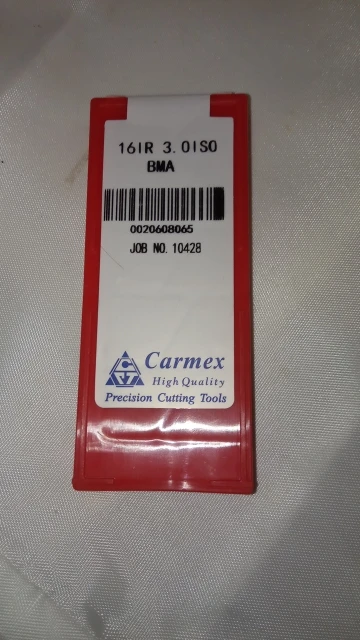 16IR 3.0ISO
BMA
0020608065
JOB NO. 10428
Carmex
High Quality
Precision Cutting Tools